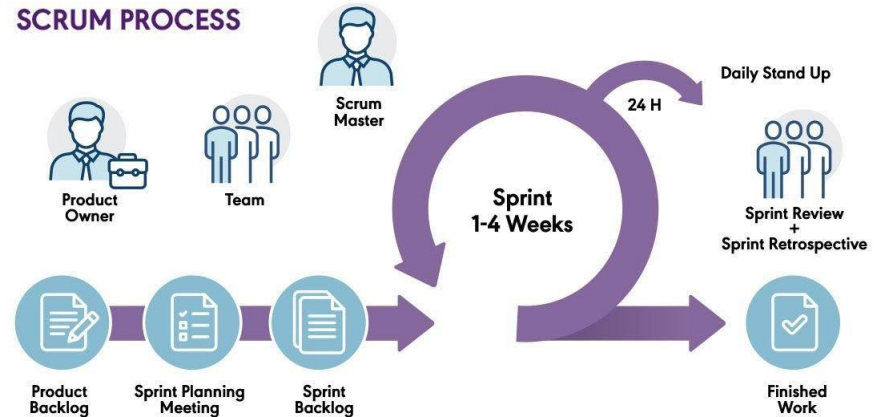 SCRUM PROCESS
Scrum
Master
Product
Owner
Team
Daily Stand Up
24 H
Sprint
1-4 Weeks
Sprint Review
+
Sprint Retrospective
Product
Backlog
Sprint Planning
Meeting
Sprint
Backlog
Finished
Work